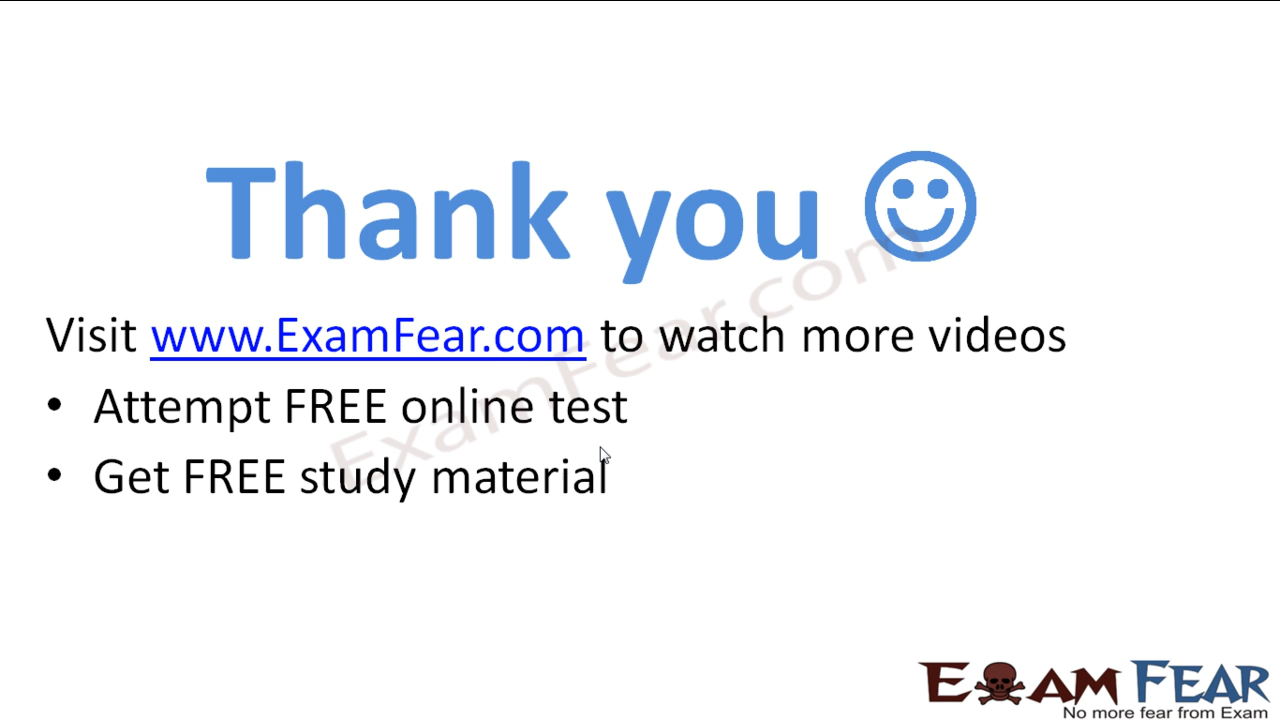 Thank you ☺
Visit www.ExamFear.com to watch more videos
• Attempt FREE online test
• Get FREE study material
ExamFear.com
EXAM FEAR
No more fear from Exam